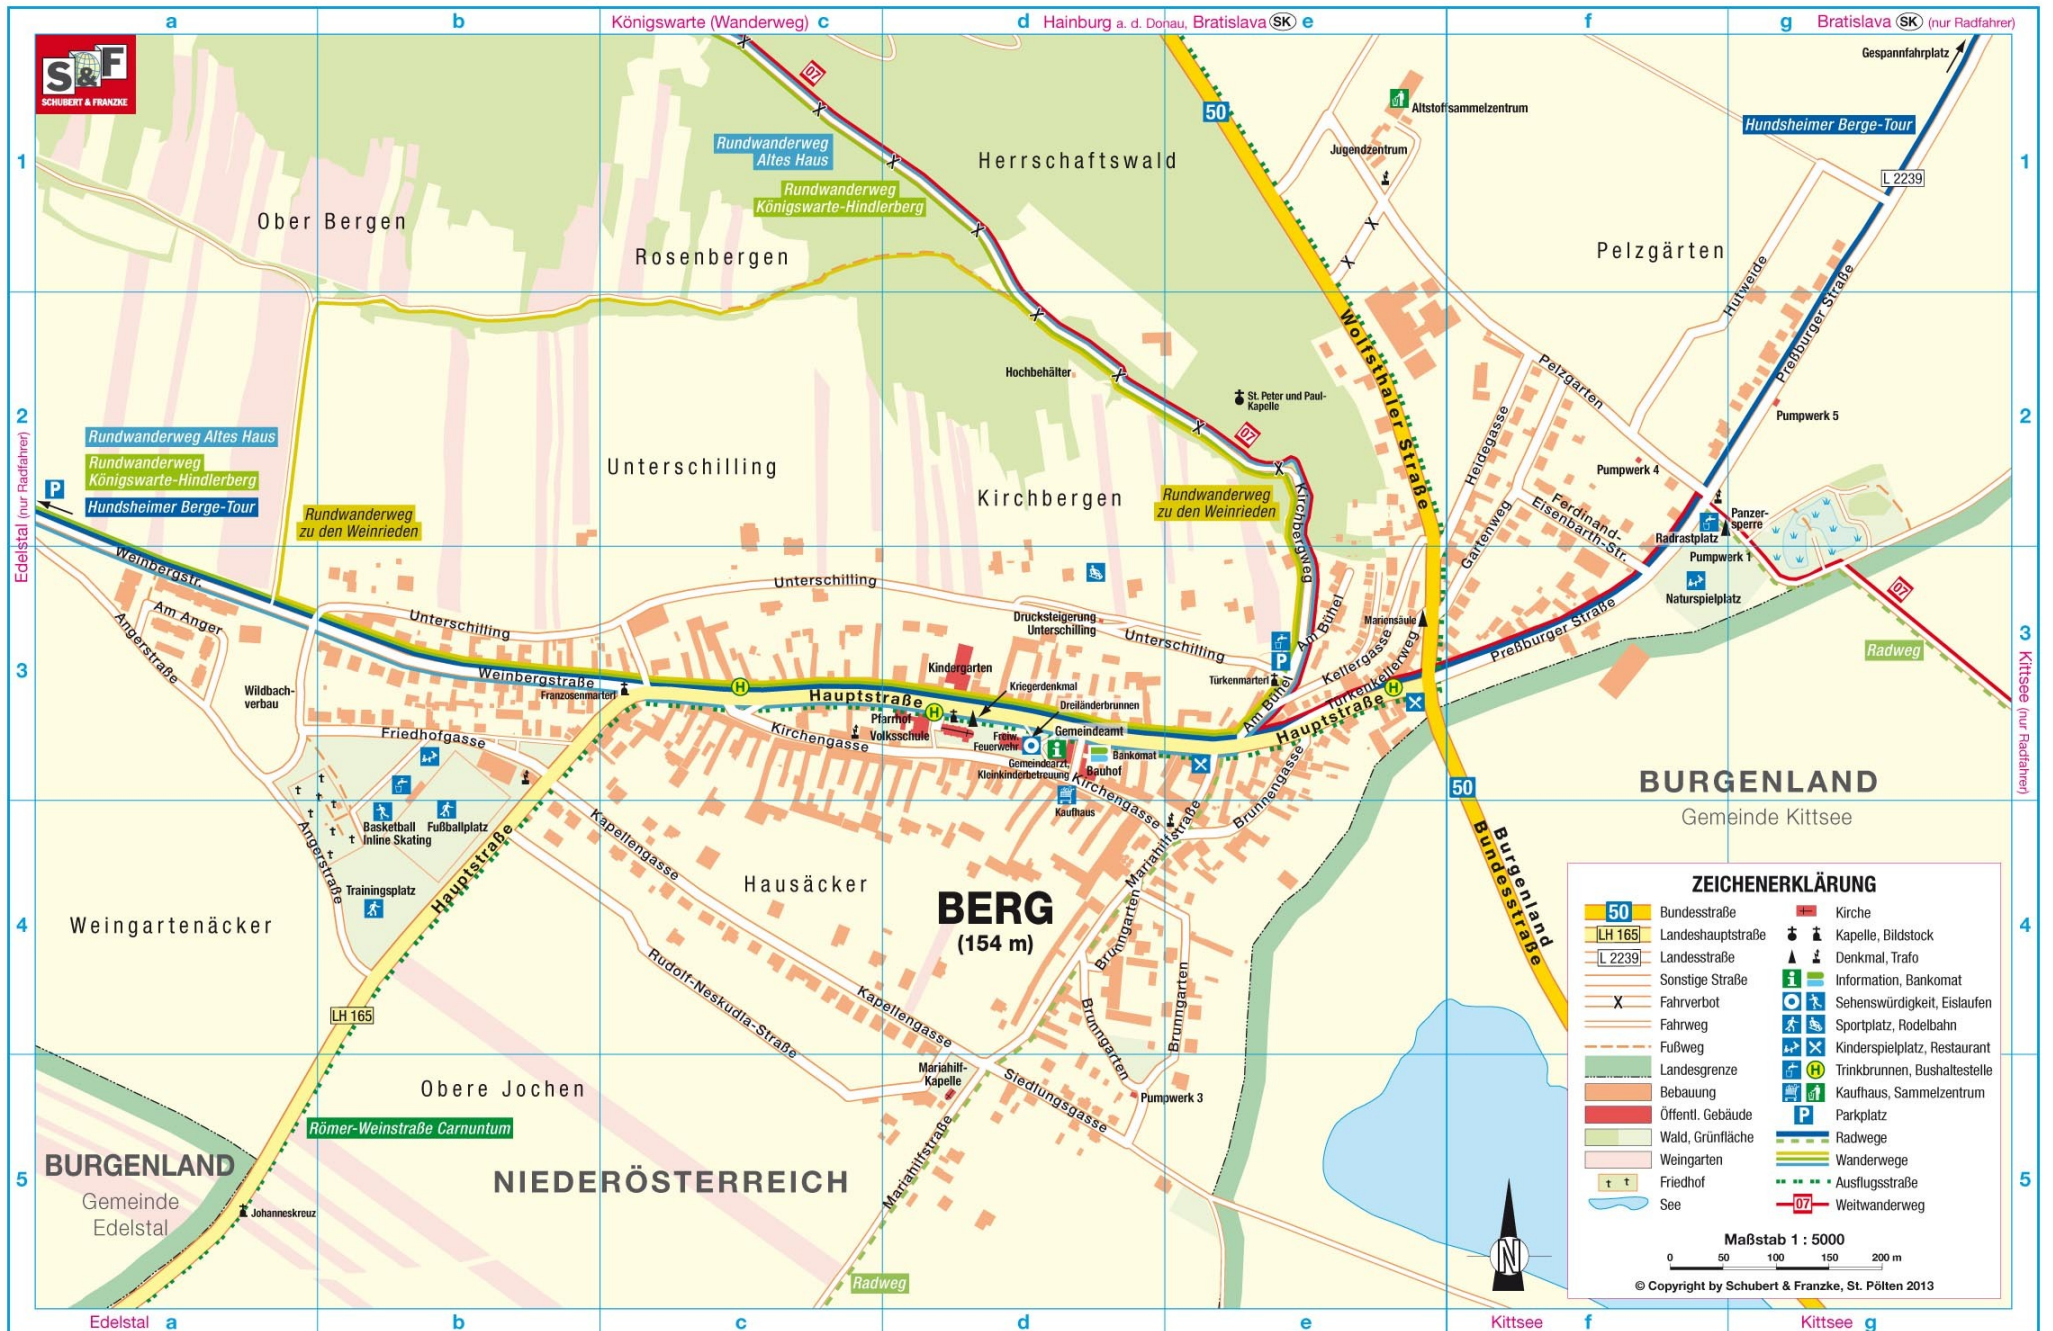 a
b
Königswarte (Wanderweg)
c
d
Hainburg a. d. Donau, Bratislava SK
e
f
g
Bratislava SK (nur Radfahrer)
S&F
SCHUBERT & FRANZKE
Gespannfahrplatz
07
50
Altstoffsammelzentrum
Hundsheimer Berge-Tour
Rundwanderweg
Altes Haus
Herrschaftswald
Jugendzentrum
1
1
L 2239
Rundwanderweg
Königswarte-Hindlerberg
Ober Bergen
Rosenbergen
Pelzgärten
Hutweide
Preßburger Straße
Wolfsthaler Straße
Hochbehälter
Pelzgarten
St. Peter und Paul-
Kapelle
Pumpwerk 5
2
2
07
Rundwanderweg Altes Haus
Rundwanderweg
Königswarte-Hindlerberg
Hundsheimer Berge-Tour
Unterschilling
Heidegasse
Pumpwerk 4
P
Edelstal (nur Radfahrer)
Kirchbergen
Rundwanderweg
zu den Weinrieden
Rundwanderweg
zu den Weinrieden
Kirchbergweg
Ferdinand-
Eisenbarth-Str.
Panzer-
sperre
Radrastplatz
Pumpwerk 1
Gartenweg
Weinbergstr.
Unterschilling
Naturspielplatz
07
Am Anger
Angerstraße
Unterschilling
Drucksteigerung
Unterschilling
Unterschilling
Am Bühel
Mariensäule
Preßburger Straße
3
3
Radweg
Kittsee (nur Radfahrer)
P
Kellergasse
Türkenkellerweg
Weinbergstraße
Kindergarten
Türkenmarterl
Wildbach-
verbau
Franzosenmarterl
H
Hauptstraße
Kriegerdenkmal
Am Bühel
H
Dreiländerbrunnen
H
Pfarrhof
Volksschule
Hauptstraße
Freiw.
Feuerwehr
Gemeindeamt
Friedhofgasse
Kirchengasse
Bankomat
Gemeindearzt,
Kleinkinderbetreuung
Bauhof
50
BURGENLAND
Gemeinde Kittsee
Kirchengasse
Kaufhaus
Brunnengasse
Basketball
Inline Skating
Fußballplatz
Angerstraße
Hauptstraße
Kapellengasse
Mariahilfstraße
Burgenland
Bundesstraße
Trainingsplatz
Hausäcker
BERG
(154 m)
Weingartenäcker
4
4
Brunngarten
Rudolf-Neskudla-Straße
Kapellengasse
Brunngarten
Brunngarten
LH 165
Mariahilf-
Kapelle
Siedlungsgasse
Pumpwerk 3
Obere Jochen
Römer-Weinstraße Carnuntum
BURGENLAND
Gemeinde
Edelstal
NIEDERÖSTERREICH
Mariahilfstraße
5
5
Johanneskreuz
Radweg
N
ZEICHENERKLÄRUNG
50 Bundesstraße
LH 165 Landeshauptstraße
L 2239 Landesstraße
Sonstige Straße
Fahrverbot
Fahrweg
Fußweg
Landesgrenze
Bebauung
Öffentl. Gebäude
Wald, Grünfläche
Weingarten
Friedhof
See
Kirche
Kapelle, Bildstock
Denkmal, Trafo
Information, Bankomat
Sehenswürdigkeit, Eislaufen
Sportplatz, Rodelbahn
Kinderspielplatz, Restaurant
H Trinkbrunnen, Bushaltestelle
Kaufhaus, Sammelzentrum
P Parkplatz
Radwege
Wanderwege
Ausflugsstraße
07 Weitwanderweg
Maßstab 1 : 5000
0 50 100 150 200 m
© Copyright by Schubert & Franzke, St. Pölten 2013
Edelstal
a
b
c
d
e
Kittsee
f
Kittsee
g